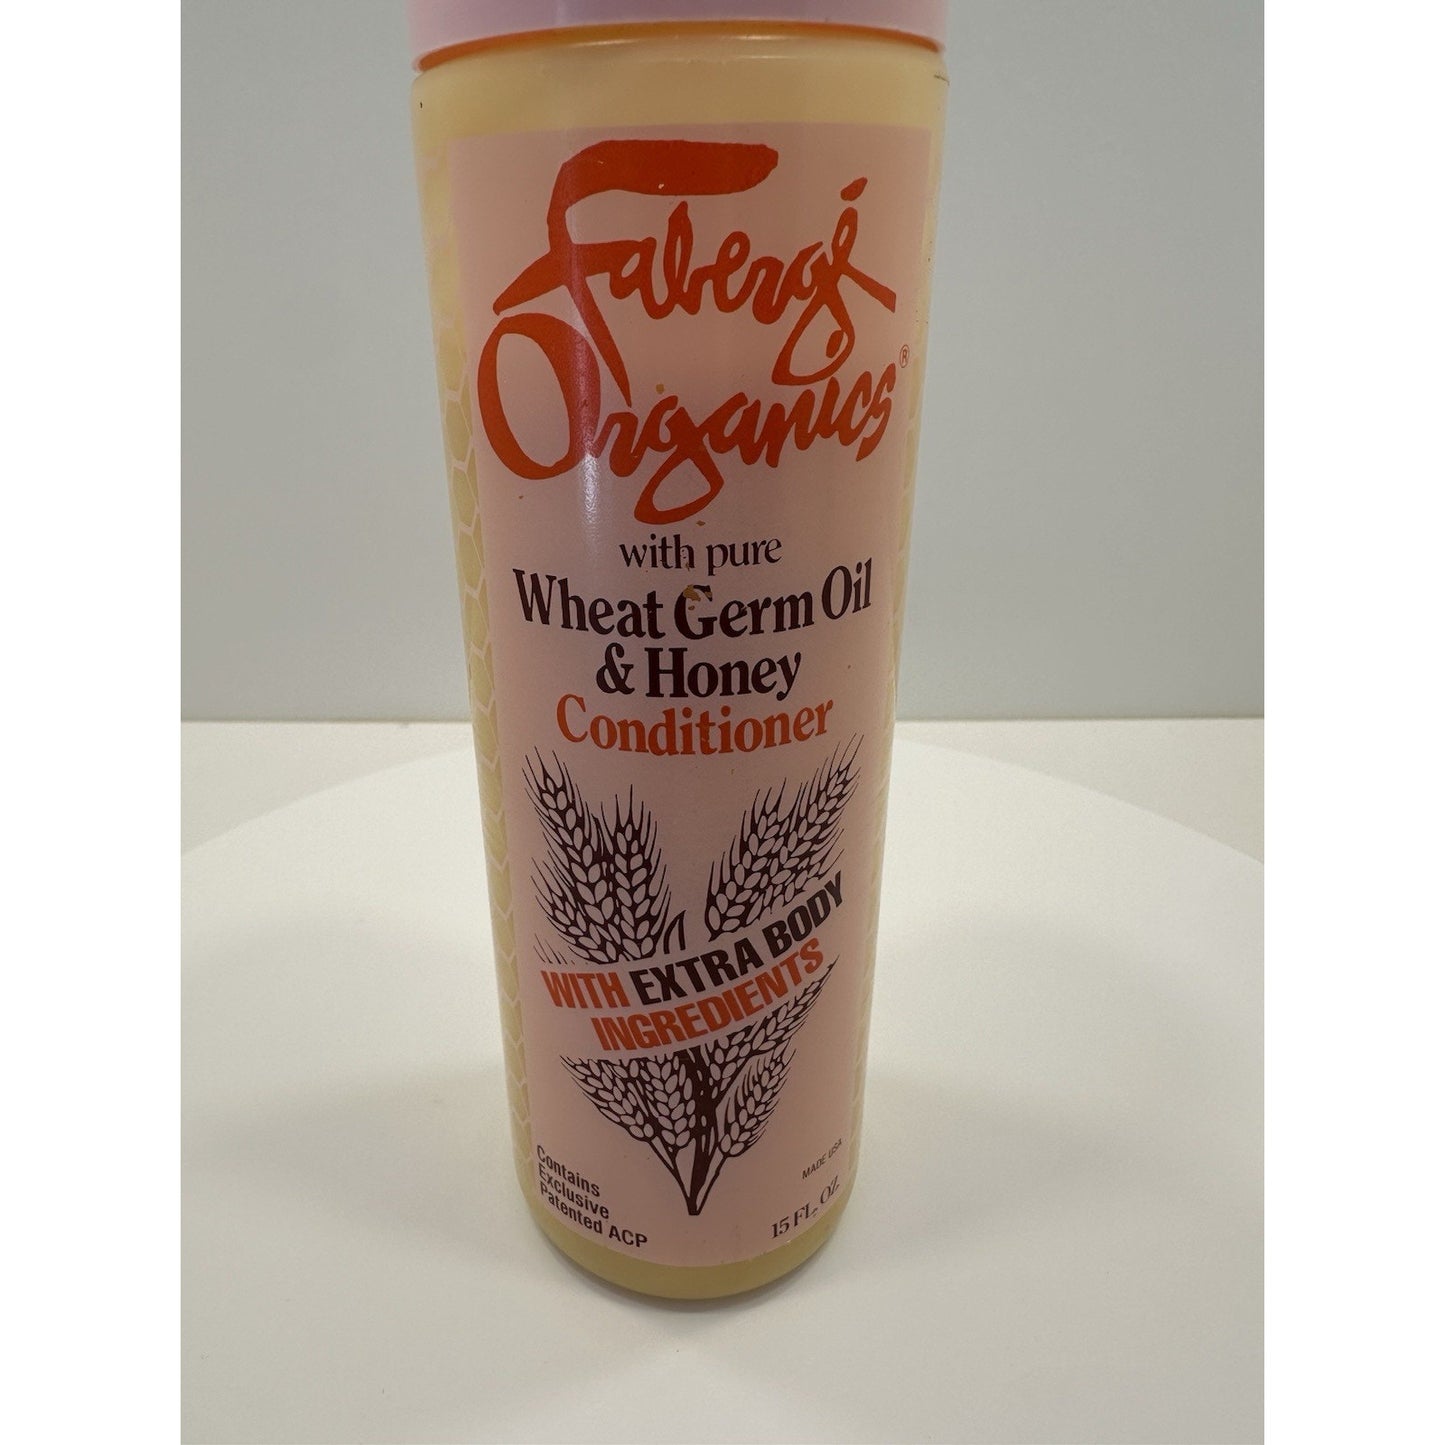 Fabergé
Organics®
with pure
Wheat Germ Oil
& Honey
Conditioner
WITH EXTRA BODY
INGREDIENTS
Contains
Exclusive
Patented ACP
MADE USA
15 FL. OZ.